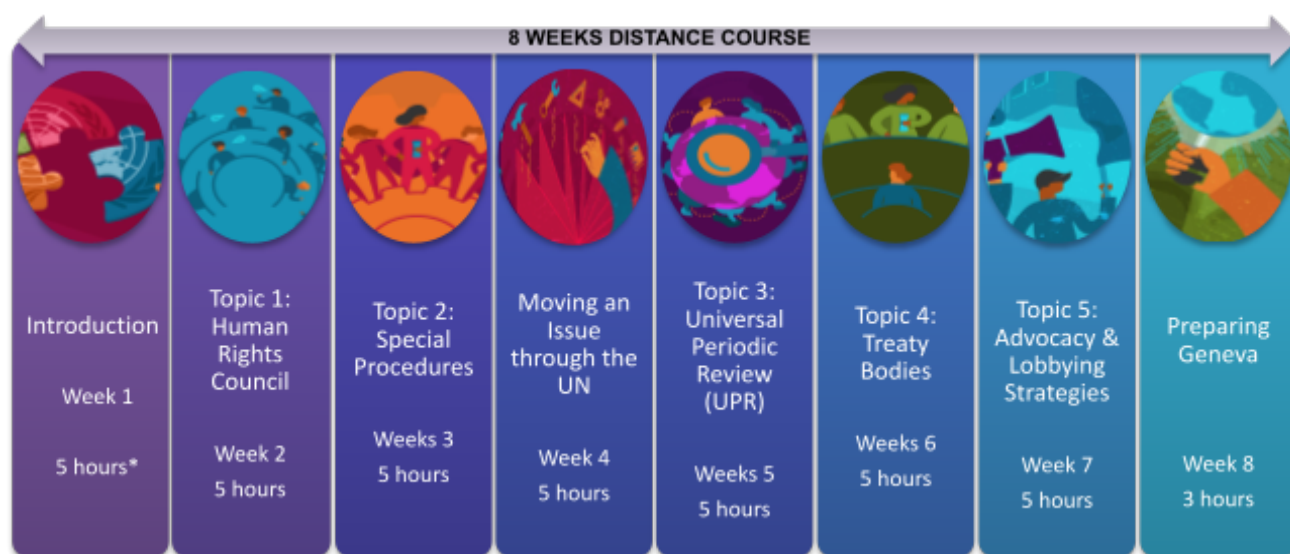 8 WEEKS DISTANCE COURSE
Introduction
Week 1
5 hours*
Topic 1:
Human
Rights
Council
Week 2
5 hours
Topic 2:
Special
Procedures
Weeks 3
5 hours
Moving an
Issue
through the
UN
Week 4
5 hours
Topic 3:
Universal
Periodic
Review
(UPR)
Weeks 5
5 hours
Topic 4:
Treaty
Bodies
Weeks 6
5 hours
Topic 5:
Advocacy &
Lobbying
Strategies
Week 7
5 hours
Preparing
Geneva
Week 8
3 hours